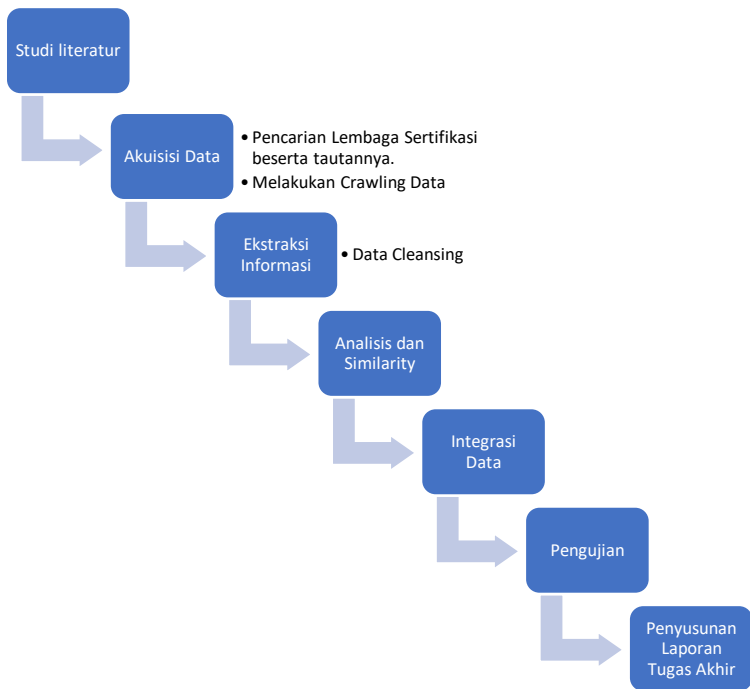 Studi literatur
Akuisisi Data
• Pencarian Lembaga Sertifikasi
beserta tautannya.
• Melakukan Crawling Data
Ekstraksi
Informasi
• Data Cleansing
Analisis dan
Similarity
Integrasi
Data
Pengujian
Penyusunan
Laporan
Tugas Akhir